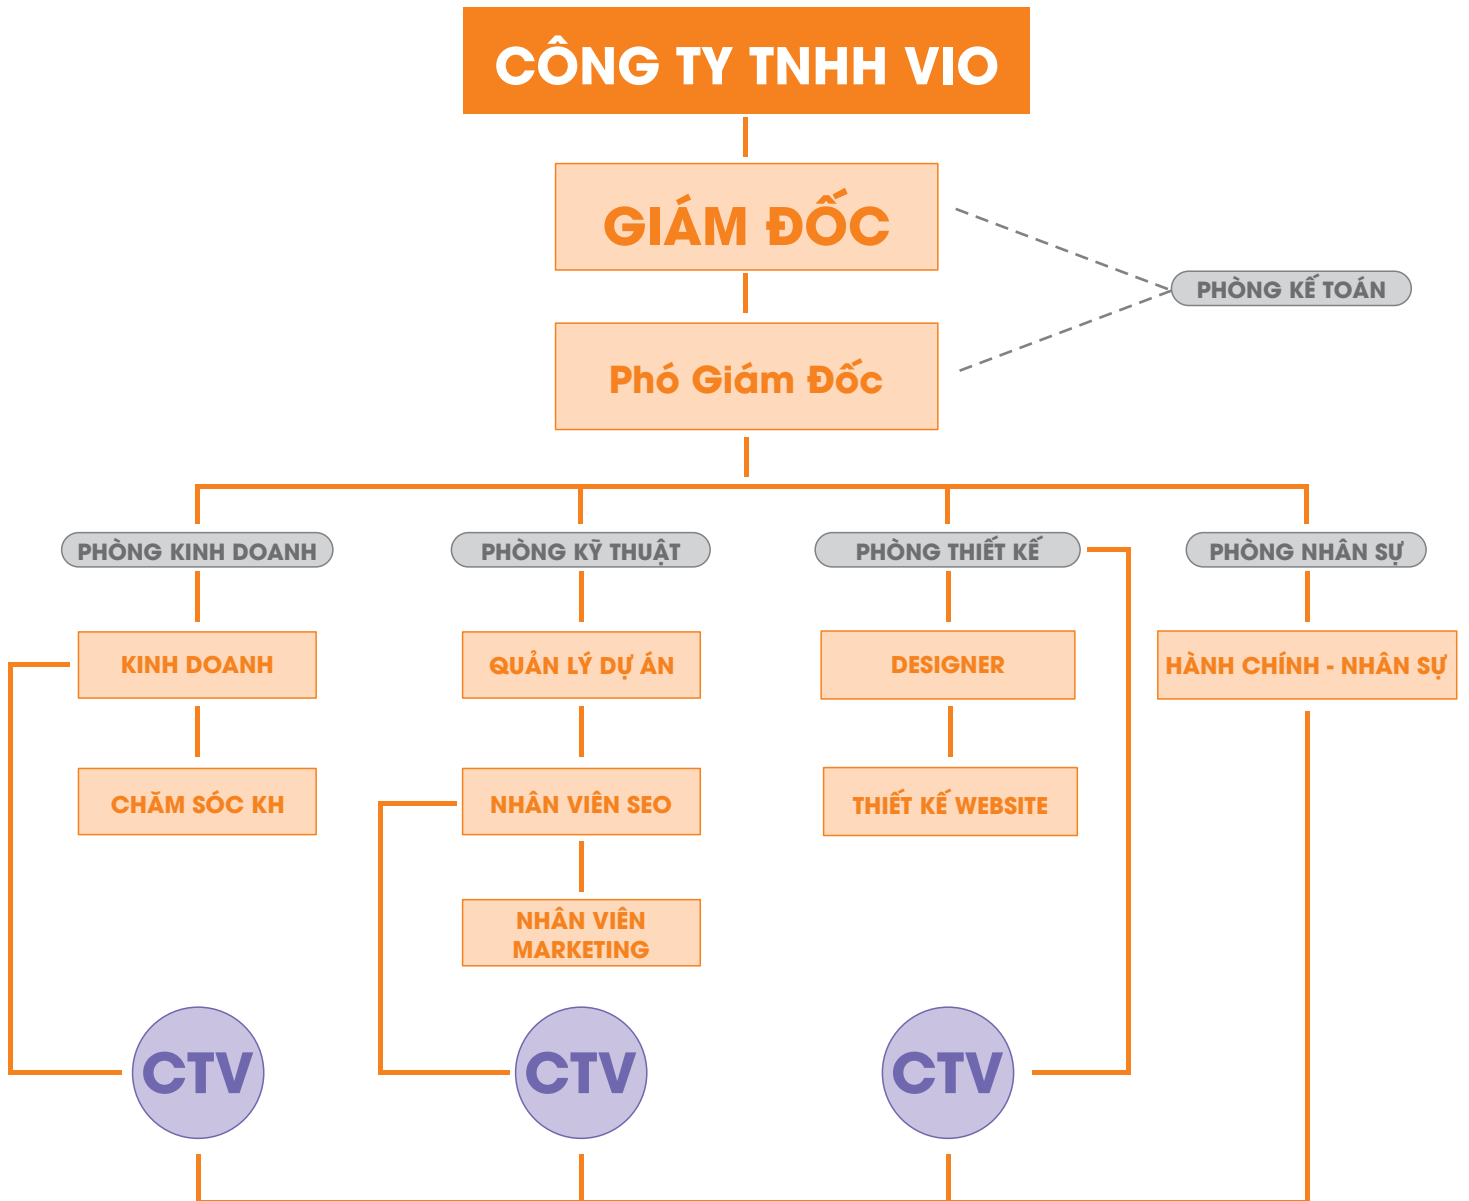 CÔNG TY TNHH VIO
GIÁM ĐỐC
PHÒNG KẾ TOÁN
Phó Giám Đốc
PHÒNG KINH DOANH
PHÒNG KỸ THUẬT
PHÒNG THIẾT KẾ
PHÒNG NHÂN SỰ
KINH DOANH
QUẢN LÝ DỰ ÁN
DESIGNER
HÀNH CHÍNH - NHÂN SỰ
CHĂM SÓC KH
NHÂN VIÊN SEO
THIẾT KẾ WEBSITE
NHÂN VIÊN
MARKETING
CTV
CTV
CTV